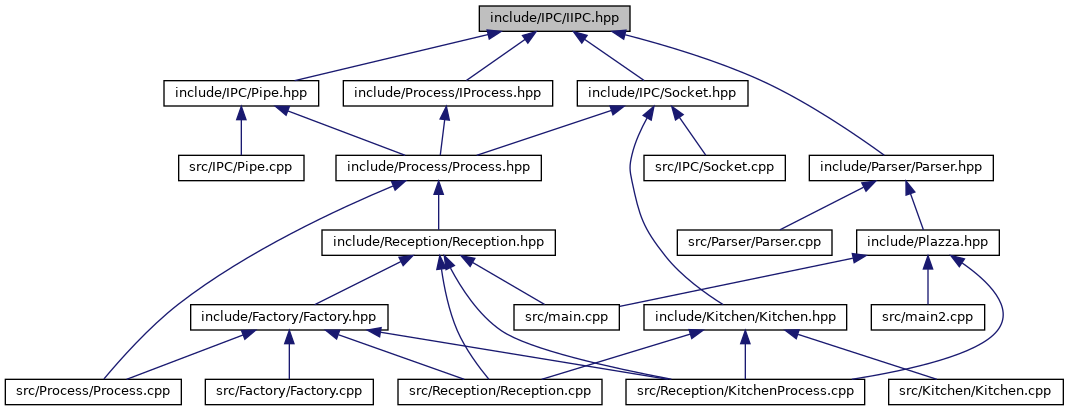 include/IPC/IIPC.hpp
include/IPC/Pipe.hpp
include/Process/IProcess.hpp
include/IPC/Socket.hpp
src/IPC/Pipe.cpp
include/Process/Process.hpp
src/IPC/Socket.cpp
include/Parser/Parser.hpp
include/Reception/Reception.hpp
src/Parser/Parser.cpp
include/Plazza.hpp
include/Factory/Factory.hpp
src/main.cpp
include/Kitchen/Kitchen.hpp
src/main2.cpp
src/Process/Process.cpp
src/Factory/Factory.cpp
src/Reception/Reception.cpp
src/Reception/KitchenProcess.cpp
src/Kitchen/Kitchen.cpp